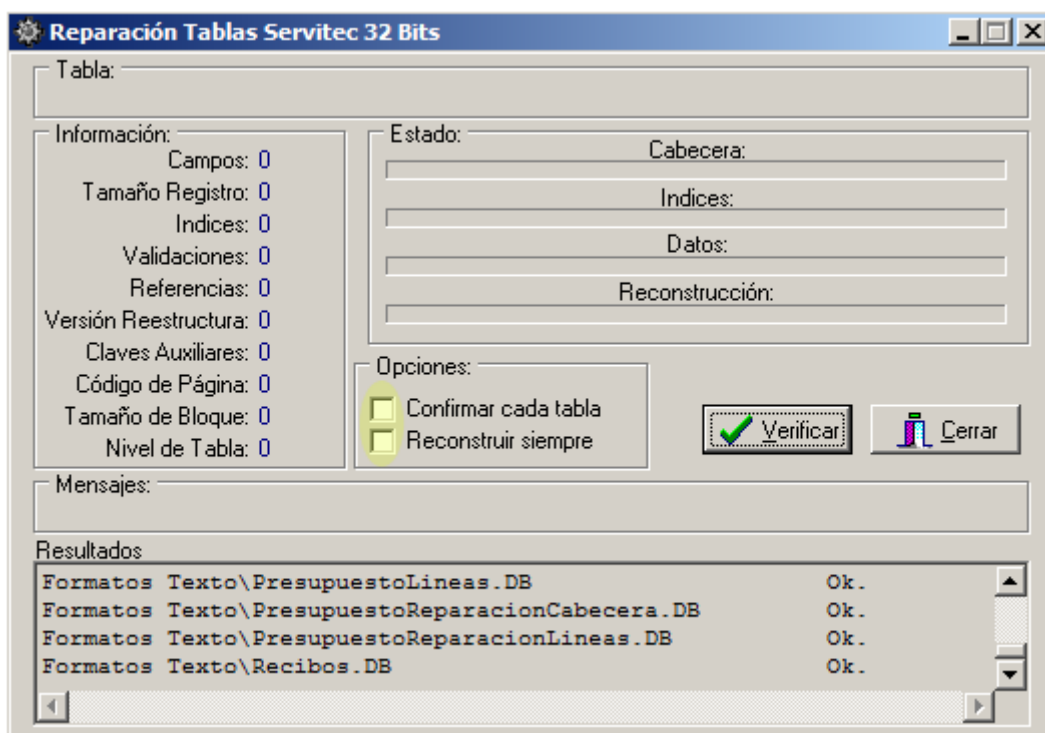 Reparación Tablas Servitec 32 Bits
Tabla:
Información:
Campos: 0
Tamaño Registro: 0
Indices: 0
Validaciones: 0
Referencias: 0
Versión Reestructura: 0
Claves Auxiliares: 0
Código de Página: 0
Tamaño de Bloque: 0
Nivel de Tabla: 0
Estado:
Cabecera:
Indices:
Datos:
Reconstrucción:
Opciones:
Confirmar cada tabla
Reconstruir siempre
Verificar
Cerrar
Mensajes:
Resultados
Formatos Texto\PresupuestoLineas.DB Ok.
Formatos Texto\PresupuestoReparacionCabecera.DB Ok.
Formatos Texto\PresupuestoReparacionLineas.DB Ok.
Formatos Texto\Recibos.DB Ok.